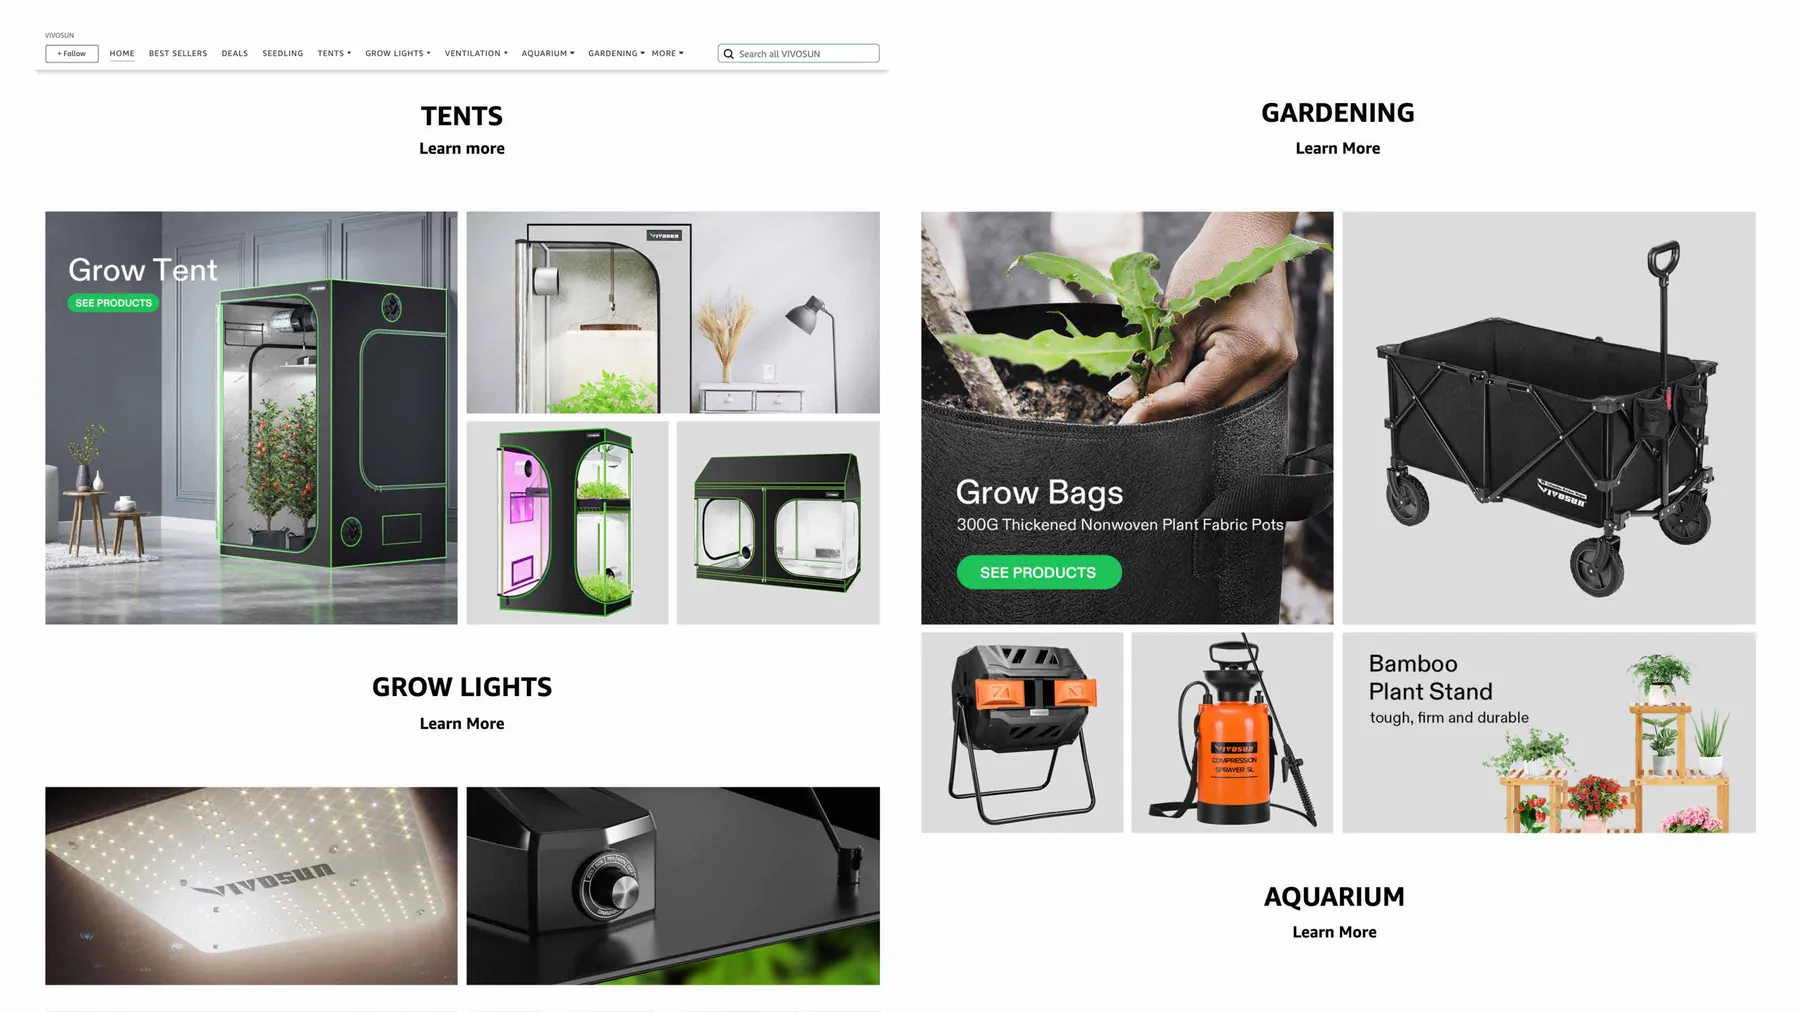 VIVOSUN
+ Follow
HOME
BEST SELLERS
DEALS
SEEDLING
TENTS
GROW LIGHTS
VENTILATION
AQUARIUM
GARDENING
MORE
Search all VIVOSUN
TENTS
Learn more
Grow Tent
SEE PRODUCTS
VIVOSUN
GROW LIGHTS
Learn More
VIVOSUN
GARDENING
Learn More
Grow Bags
300G Thickened Nonwoven Plant Fabric Pots
SEE PRODUCTS
VIVOSUN
VIVOSUN
COMPRESSION
SPRAYER 5L
Bamboo
Plant Stand
tough, firm and durable
AQUARIUM
Learn More